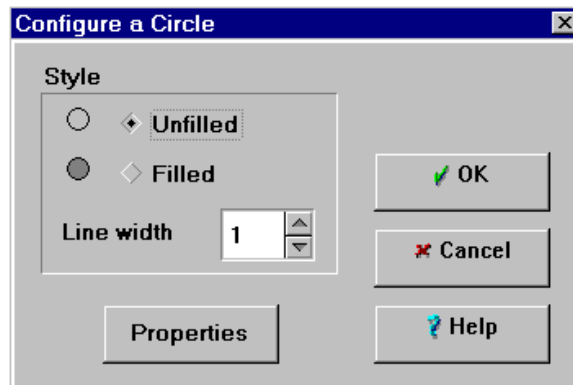 Configure a Circle
Style
Unfilled
Filled
Line width
1
OK
Cancel
Properties
Help